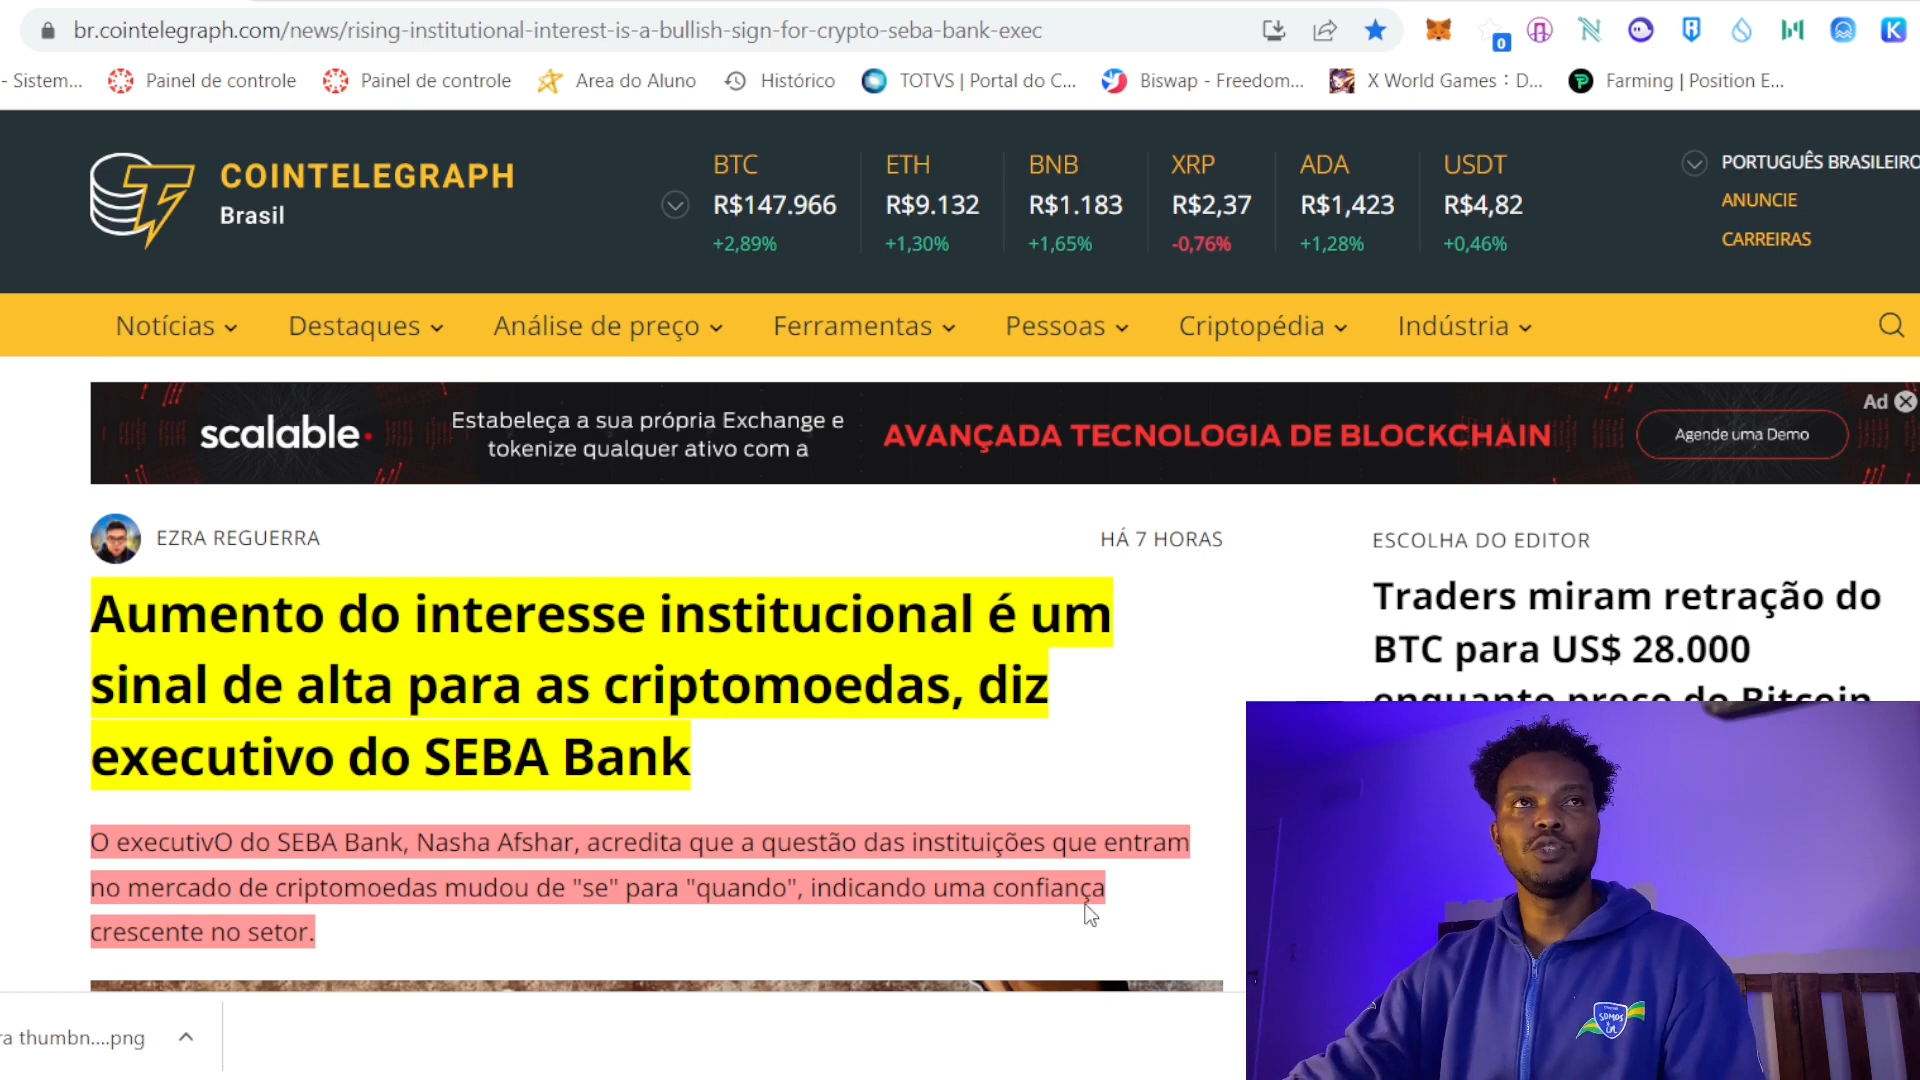 br.cointelegraph.com/news/rising-institutional-interest-is-a-bullish-sign-for-crypto-seba-bank-exec
0
- Sistem...
Painel de controle
Painel de controle
Area do Aluno
Histórico
TOTVS | Portal do C...
Biswap - Freedom...
X World Games : D...
Farming | Position E...
COINTELEGRAPH
Brasil
BTC
R$147.966
+2,89%
ETH
R$9.132
+1,30%
BNB
R$1.183
+1,65%
XRP
R$2,37
-0,76%
ADA
R$1,423
+1,28%
USDT
R$4,82
+0,46%
PORTUGUÊS BRASILEIRO
ANUNCIE
CARREIRAS
Notícias
Destaques
Análise de preço
Ferramentas
Pessoas
Criptopédia
Indústria
scalable
Estabeleça a sua própria Exchange e
tokenize qualquer ativo com a
AVANÇADA TECNOLOGIA DE BLOCKCHAIN
Agende uma Demo
Ad
EZRA REGUERRA
HÁ 7 HORAS
Aumento do interesse institucional é um
sinal de alta para as criptomoedas, diz
executivo do SEBA Bank
O executivO do SEBA Bank, Nasha Afshar, acredita que a questão das instituições que entram
no mercado de criptomoedas mudou de "se" para "quando", indicando uma confiança
crescente no setor.
ESCOLHA DO EDITOR
Traders miram retração do
BTC para US$ 28.000
enquanto preço do Bitcoin
ra thumbn....png
SOMOS